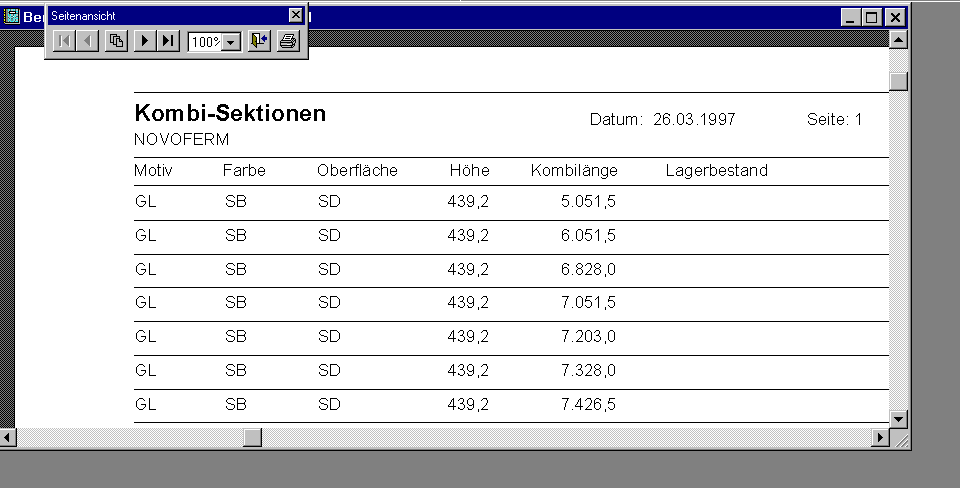 Seitenansicht
100%
Kombi-Sektionen
Datum: 26.03.1997 Seite: 1
NOVOFERM
Motiv Farbe Oberfläche Höhe Kombilänge Lagerbestand
GL SB SD 439,2 5.051,5
GL SB SD 439,2 6.051,5
GL SB SD 439,2 6.828,0
GL SB SD 439,2 7.051,5
GL SB SD 439,2 7.203,0
GL SB SD 439,2 7.328,0
GL SB SD 439,2 7.426,5